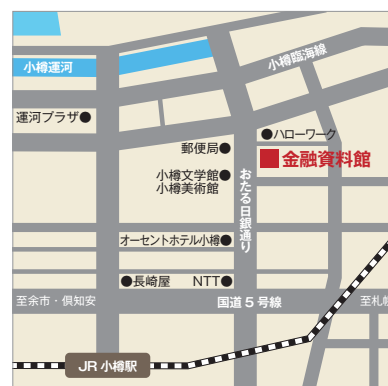 小樽臨海線
小樽運河
運河プラザ
ハローワーク
郵便局
金融資料館
小樽文学館
小樽美術館
おたる日銀通り
オーセントホテル小樽
長崎屋
NTT
至余市・倶知安
国道5号線
至札幌
JR 小樽駅